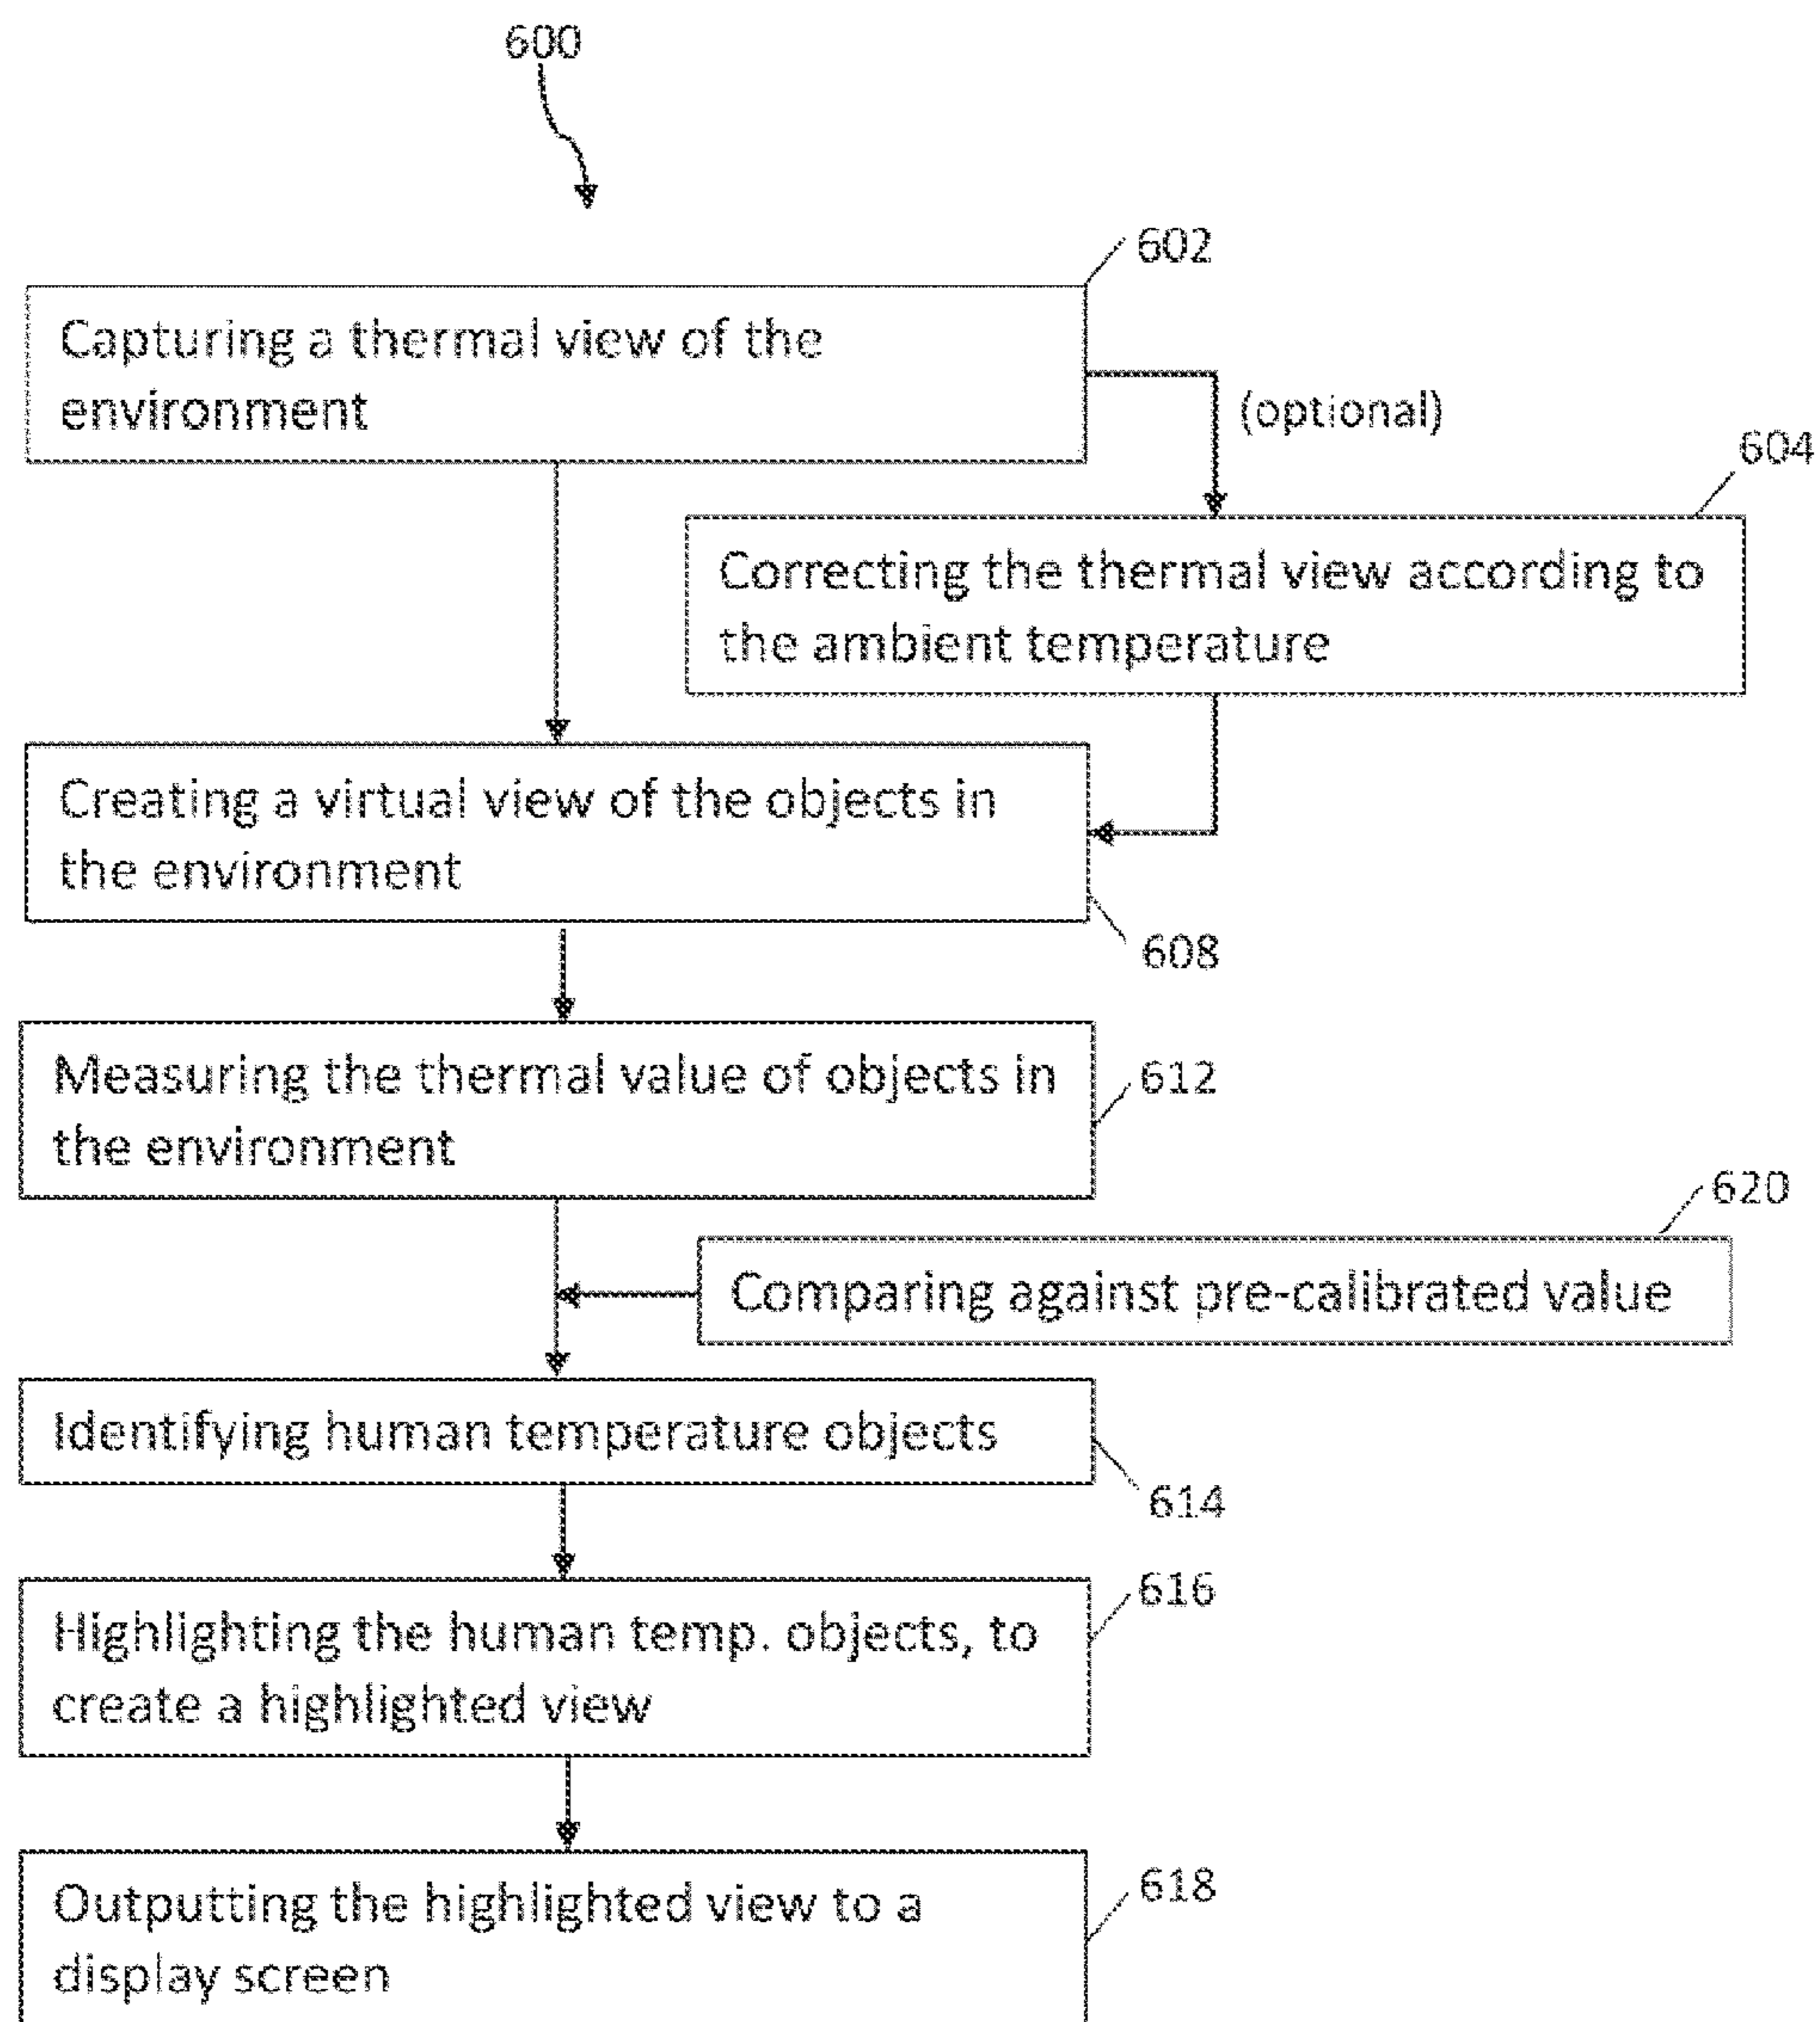 600
602
Capturing a thermal view of the
environment
(optional)
604
Correcting the thermal view according to
the ambient temperature
Creating a virtual view of the objects in
the environment
608
Measuring the thermal value of objects in
the environment
612
620
Comparing against pre-calibrated value
Identifying human temperature objects
614
616
Highlighting the human temp. objects, to
create a highlighted view
618
Outputting the highlighted view to a
display screen